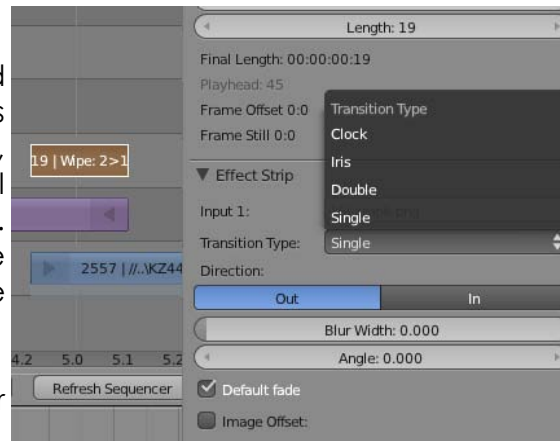 Length: 19
Final Length: 00:00:00:19
Playhead: 45
Frame Offset 0:0
Frame Still 0:0
Transition Type
Clock
Iris
Double
Single
19 | Wipe: 2>1
Effect Strip
Input 1:
Transition Type: Single
Direction:
2557 | //..\KZ44
Out In
Blur Width: 0.000
4.2 5.0 5.1 5.2
Angle: 0.000
Refresh Sequencer
Default fade
Image Offset: